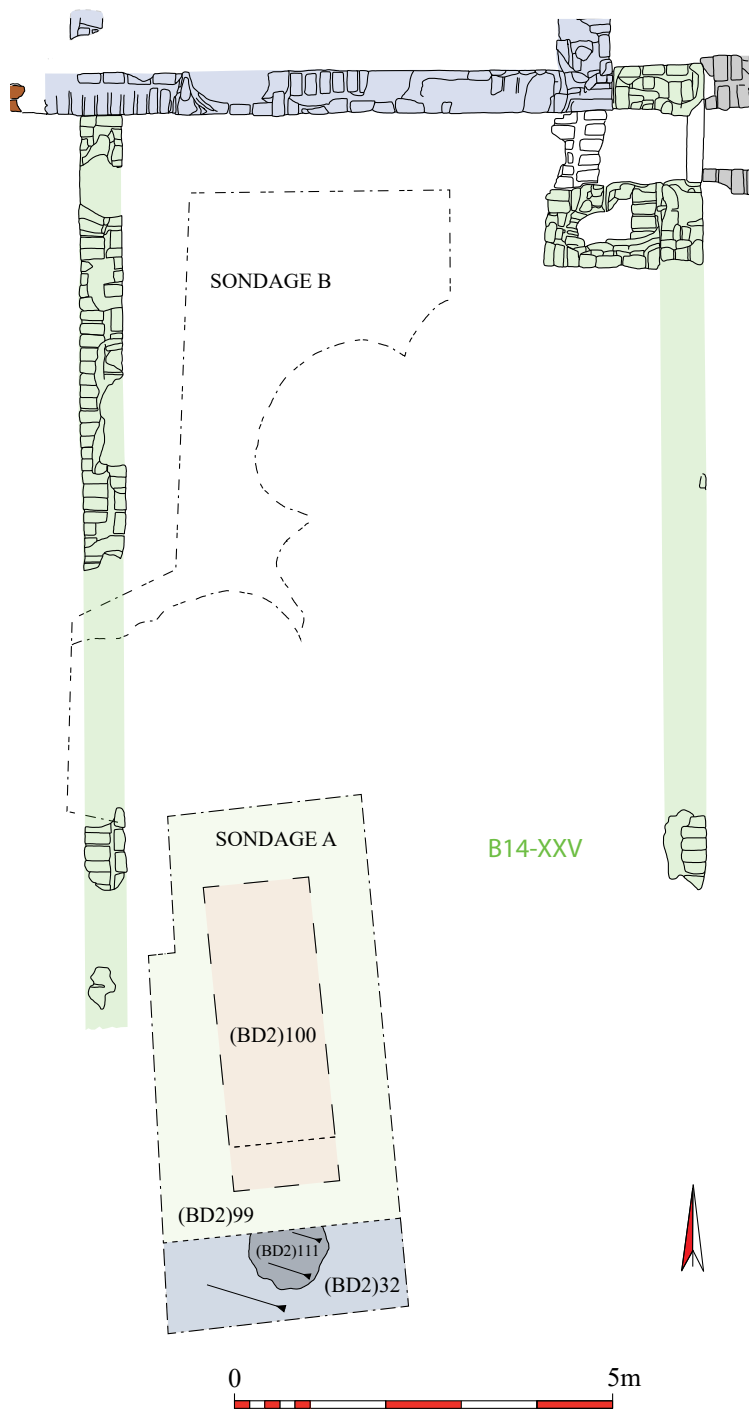 SONDAGE B
SONDAGE A
B14-XXV
(BD2)100
(BD2)99
(BD2)111
(BD2)32
0 5m